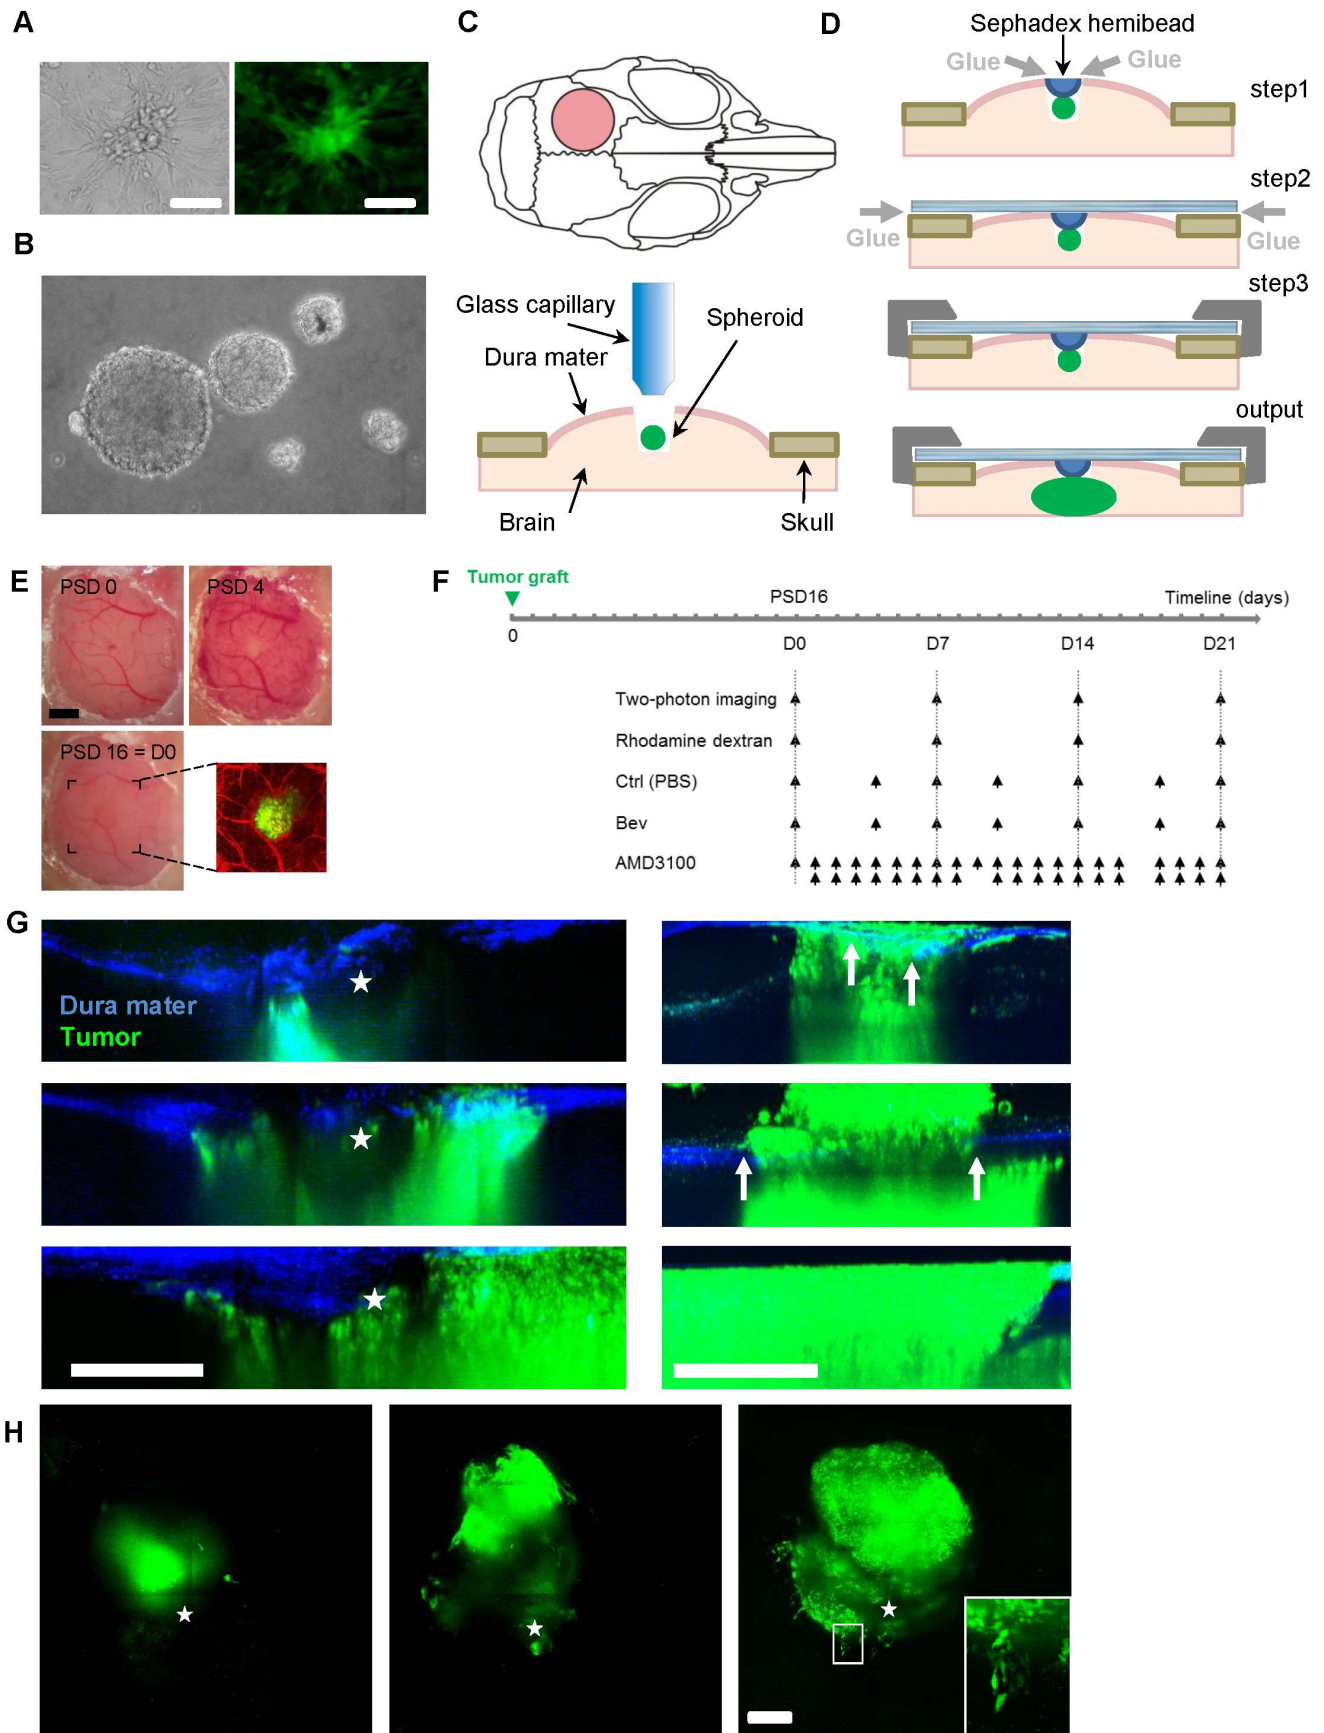 A
B
C
Glass capillary
Dura mater
Spheroid
Brain
Skull
D
Sephadex hemibead
Glue
Glue
step1
step2
Glue
Glue
step3
output
E
PSD 0
PSD 4
PSD 16 = D0
F
Tumor graft
PSD16
Timeline (days)
0
D0
D7
D14
D21
Two-photon imaging
Rhodamine dextran
Ctrl (PBS)
Bev
AMD3100
G
Dura mater
Tumor
H